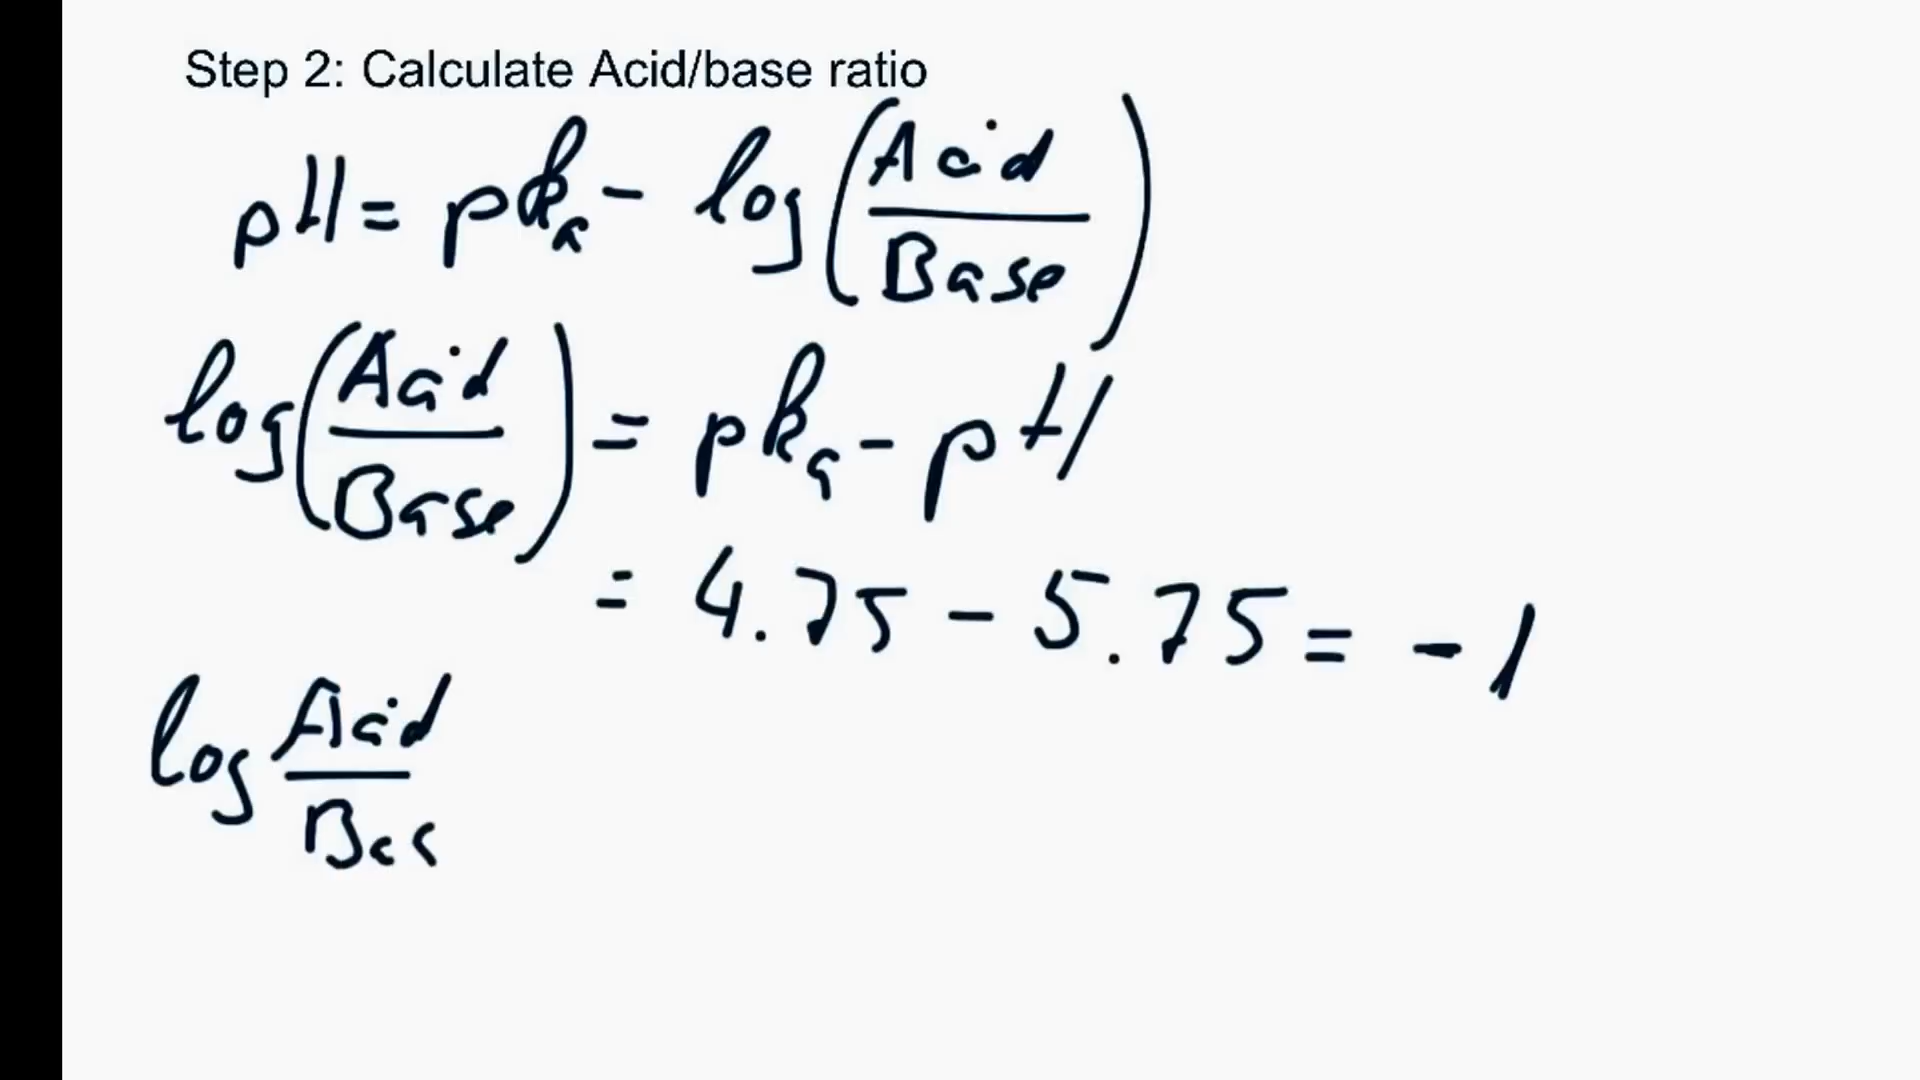 Step 2: Calculate Acid/base ratio
pH = pka - log(Acid/Base)
log(Acid/Base) = pka - pH
= 4.75 - 5.75 = -1
log Acid/Bas